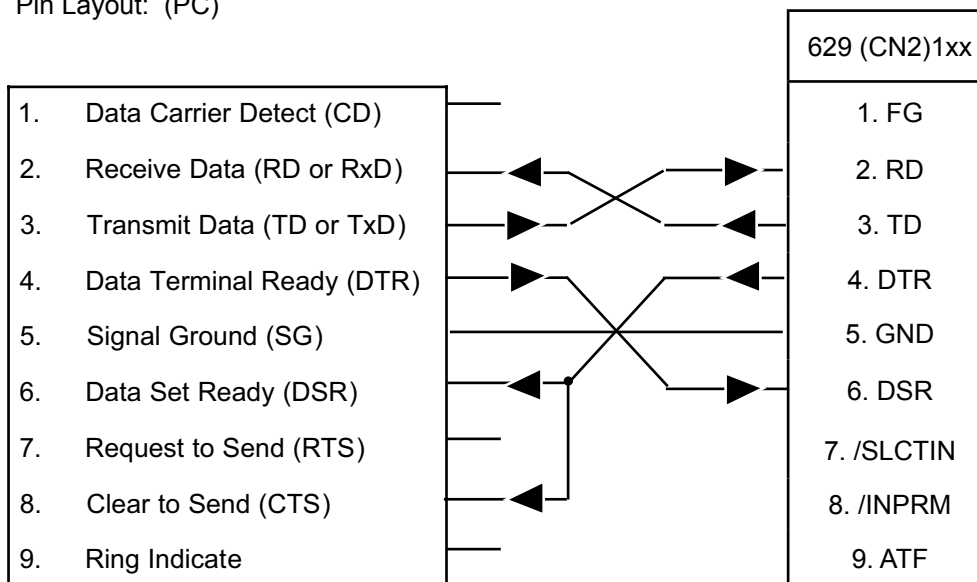 Pin Layout: (PC)
629 (CN2)1xx
1. Data Carrier Detect (CD)
2. Receive Data (RD or RxD)
3. Transmit Data (TD or TxD)
4. Data Terminal Ready (DTR)
5. Signal Ground (SG)
6. Data Set Ready (DSR)
7. Request to Send (RTS)
8. Clear to Send (CTS)
9. Ring Indicate
1. FG
2. RD
3. TD
4. DTR
5. GND
6. DSR
7. /SLCTIN
8. /INPRM
9. ATF